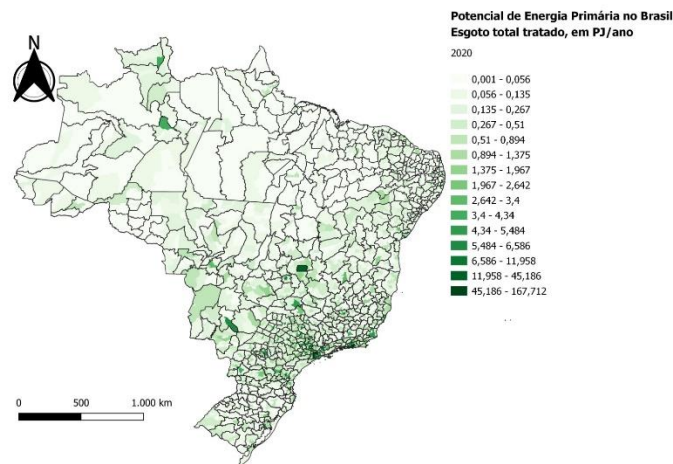 Potencial de Energia Primária no Brasil
Esgoto total tratado, em PJ/ano
2020
N
0,001 - 0,056
0,056 - 0,135
0,135 - 0,267
0,267 - 0,51
0,51 - 0,894
0,894 - 1,375
1,375 - 1,967
1,967 - 2,642
2,642 - 3,4
3,4 - 4,34
4,34 - 5,484
5,484 - 6,586
6,586 - 11,958
11,958 - 45,186
45,186 - 167,712
0 500 1.000 km